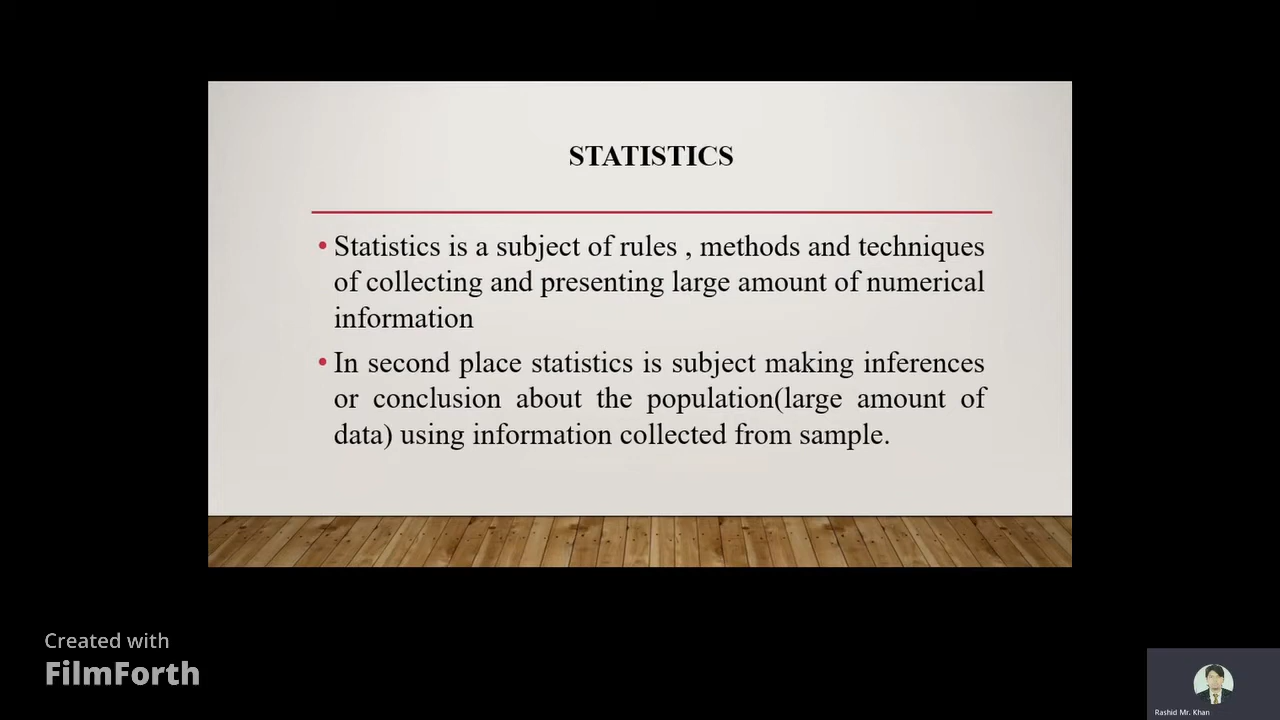 STATISTICS
• Statistics is a subject of rules , methods and techniques
of collecting and presenting large amount of numerical
information
• In second place statistics is subject making inferences
or conclusion about the population(large amount of
data) using information collected from sample.
Created with
FilmForth
Rashid Mr. Khan